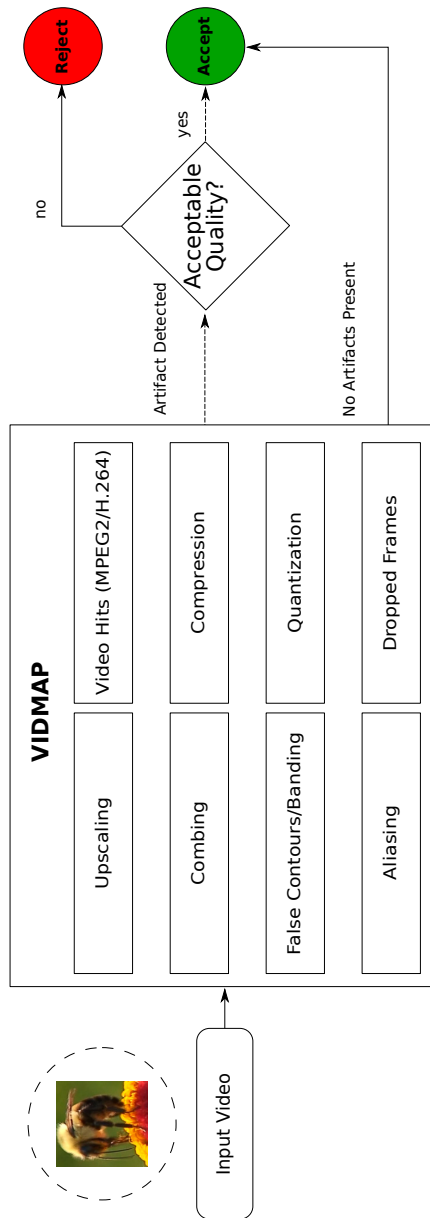 Input Video
VIDMAP
Upscaling
Video Hits (MPEG2/H.264)
Combing
Compression
False Contours/Banding
Quantization
Aliasing
Dropped Frames
Artifact Detected
No Artifacts Present
Acceptable
Quality?
no
yes
Reject
Accept